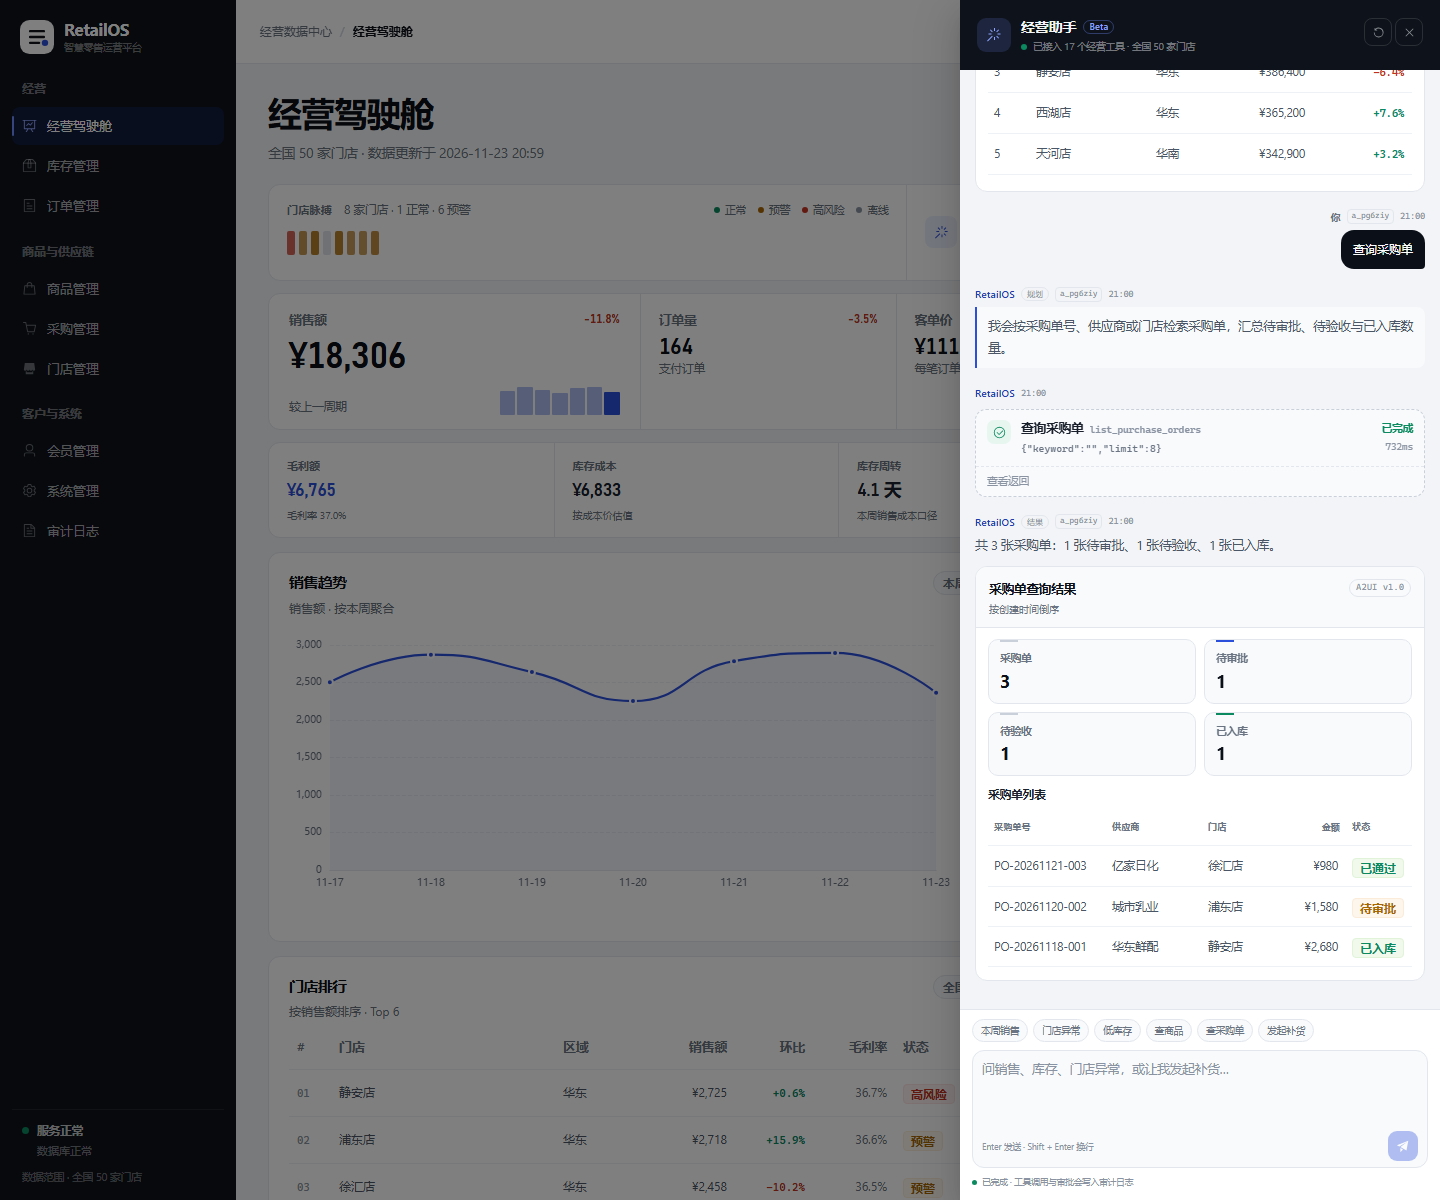 RetailOS
智慧零售运营平台
经营
经营驾驶舱
库存管理
订单管理
商品与供应链
商品管理
采购管理
门店管理
客户与系统
会员管理
系统管理
审计日志
服务正常
数据库正常
数据范围 · 全国 50 家门店
经营数据中心 / 经营驾驶舱
经营驾驶舱
全国 50 家门店 · 数据更新于 2026-11-23 20:59
门店脉搏 8 家门店 · 1 正常 · 6 预警
正常 预警 高风险 离线
销售额 -11.8%
¥18,306
较上一周期
订单量 -3.5%
164
支付订单
客单价
¥111
每笔订单
毛利额
¥6,765
毛利率 37.0%
库存成本
¥6,833
按成本价估值
库存周转
4.1 天
本周销售成本口径
销售趋势
本周
销售额 · 按本周聚合
3,000
2,500
2,000
1,500
1,000
500
0
11-17 11-18 11-19 11-20 11-21 11-22 11-23
门店排行
全国
按销售额排序 · Top 6
# 门店 区域 销售额 环比 毛利率 状态
01 静安店 华东 ¥2,725 +0.6% 36.7% 高风险
02 浦东店 华东 ¥2,718 +15.9% 36.6% 预警
03 徐汇店 华东 ¥2,458 -10.2% 36.5% 预警
经营助手 Beta
已接入 17 个经营工具 · 全国 50 家门店
3 静安店 华东 ¥386,400 -6.4%
4 西湖店 华东 ¥365,200 +7.6%
5 天河店 华南 ¥342,900 +3.2%
你 a_pg6ziy 21:00
查询采购单
RetailOS 规划 a_pg6ziy 21:00
我会按采购单号、供应商或门店检索采购单，汇总待审批、待验收与已入库数
量。
RetailOS 21:00
查询采购单 list_purchase_orders 已完成
{"keyword":"","limit":8} 732ms
查看返回
RetailOS 结果 a_pg6ziy 21:00
共 3 张采购单：1 张待审批、1 张待验收、1 张已入库。
采购单查询结果 A2UI v1.0
按创建时间倒序
采购单
3
待审批
1
待验收
1
已入库
1
采购单列表
采购单号 供应商 门店 金额 状态
PO-20261121-003 亿家日化 徐汇店 ¥980 已通过
PO-20261120-002 城市乳业 浦东店 ¥1,580 待审批
PO-20261118-001 华东鲜配 静安店 ¥2,680 已入库
本周销售 门店异常 低库存 查商品 查采购单 发起补货
问销售、库存、门店异常，或让我发起补货...
Enter 发送 · Shift + Enter 换行
已完成 · 工具调用与审批会写入审计日志